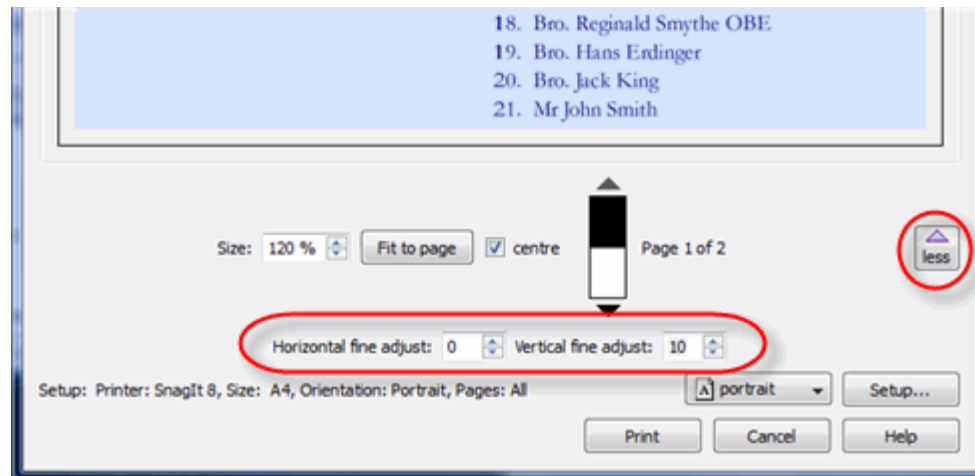 18. Bro. Reginald Smythe OBE
19. Bro. Hans Erdinger
20. Bro. Jack King
21. Mr John Smith
Size: 120 % Fit to page centre Page 1 of 2
less
Horizontal fine adjust: 0 Vertical fine adjust: 10
Setup: Printer: SnagIt 8, Size: A4, Orientation: Portrait, Pages: All A portrait Setup...
Print Cancel Help